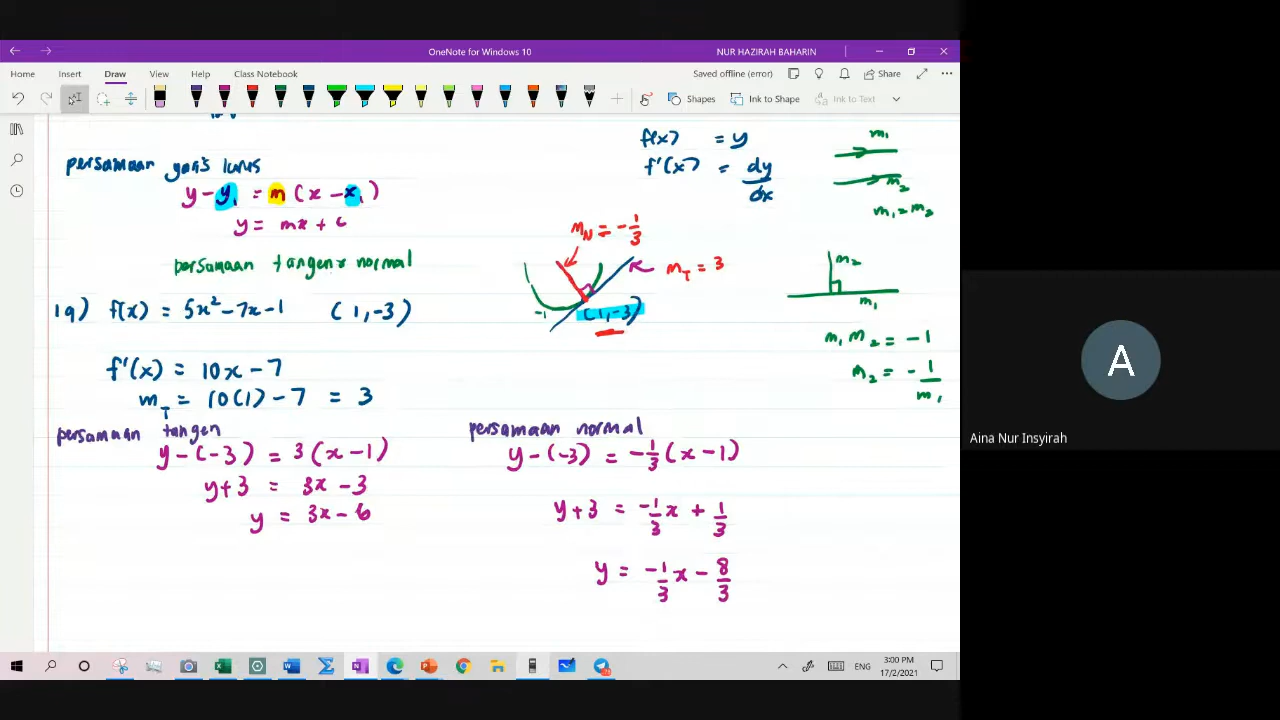 OneNote for Windows 10
NUR HAZIRAH BAHARIN
Home Insert Draw View Help Class Notebook
Saved offline (error) Share
Shapes Ink to Shape Ink to Text
persamaan garis lurus
y - y₁ = m (x - x₁)
y = mx + c
persamaan tangen & normal
f(x) = y
f'(x) = dy/dx
m₁
m₂
m₁ = m₂
m_N = -1/3
m_T = 3
-1
(1, -3)
m₂
m₁
m₁ m₂ = -1
m₂ = -1/m₁
1a) f(x) = 5x² - 7x - 1 (1, -3)
f'(x) = 10x - 7
m_T = 10(1) - 7 = 3
persamaan tangen
y - (-3) = 3(x - 1)
y + 3 = 3x - 3
y = 3x - 6
persamaan normal
y - (-3) = -1/3 (x - 1)
y + 3 = -1/3 x + 1/3
y = -1/3 x - 8/3
A
Aina Nur Insyirah
ENG
3:00 PM
17/2/2021